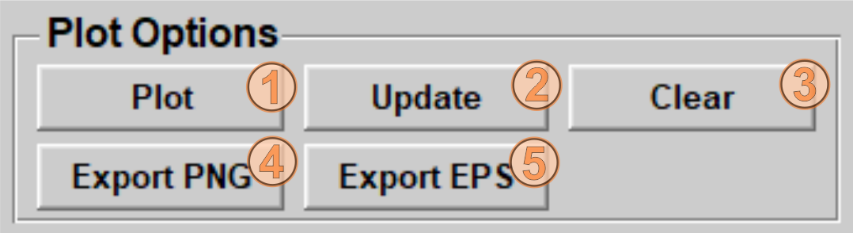 Plot Options
Plot 1 Update 2 Clear 3
Export PNG 4 Export EPS 5